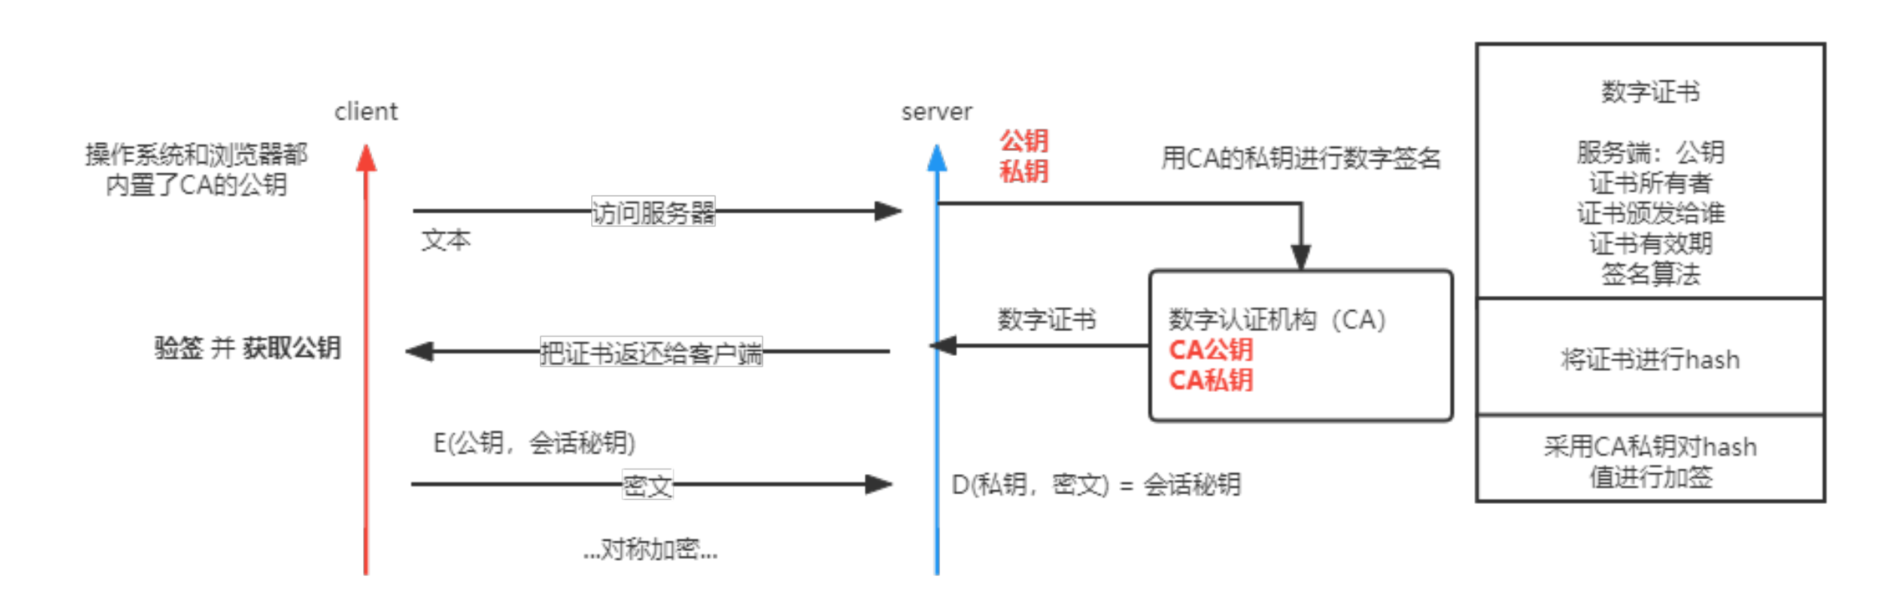 client
操作系统和浏览器都
内置了CA的公钥
访问服务器
文本
验签 并 获取公钥
把证书返还给客户端
E(公钥，会话秘钥)
密文
...对称加密...
server
公钥
私钥
用CA的私钥进行数字签名
数字证书
数字认证机构（CA）
CA公钥
CA私钥
D(私钥，密文) = 会话秘钥
数字证书
服务端：公钥
证书所有者
证书颁发给谁
证书有效期
签名算法
将证书进行hash
采用CA私钥对hash
值进行加签